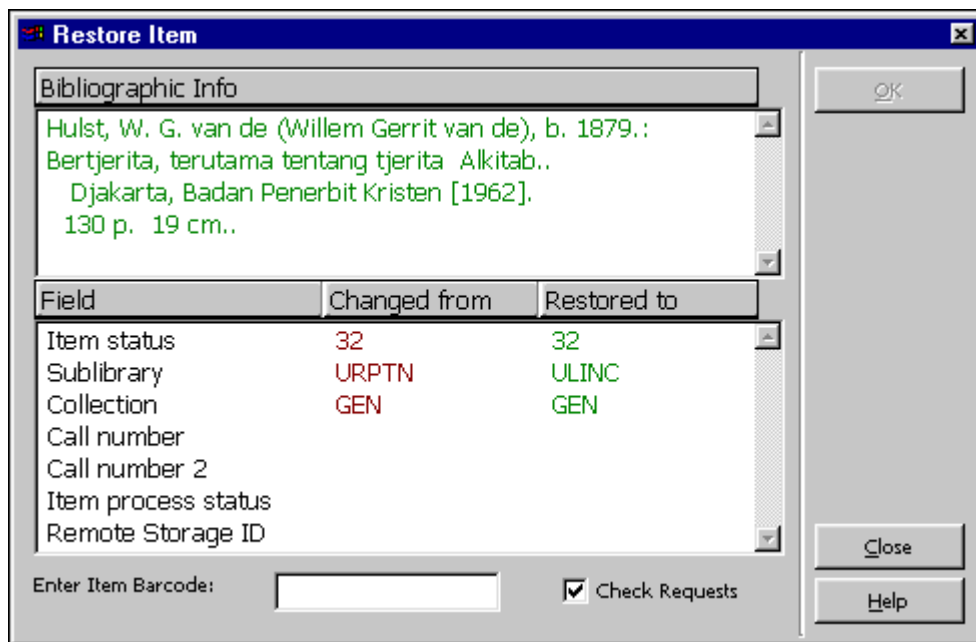 Restore Item
Bibliographic Info
OK
Hulst, W. G. van de (Willem Gerrit van de), b. 1879.:
Bertjerita, terutama tentang tjerita Alkitab..
Djakarta, Badan Penerbit Kristen [1962].
130 p. 19 cm..
Field Changed from Restored to
Item status 32 32
Sublibrary URPTN ULINC
Collection GEN GEN
Call number
Call number 2
Item process status
Remote Storage ID
Close
Enter Item Barcode: Check Requests
Help